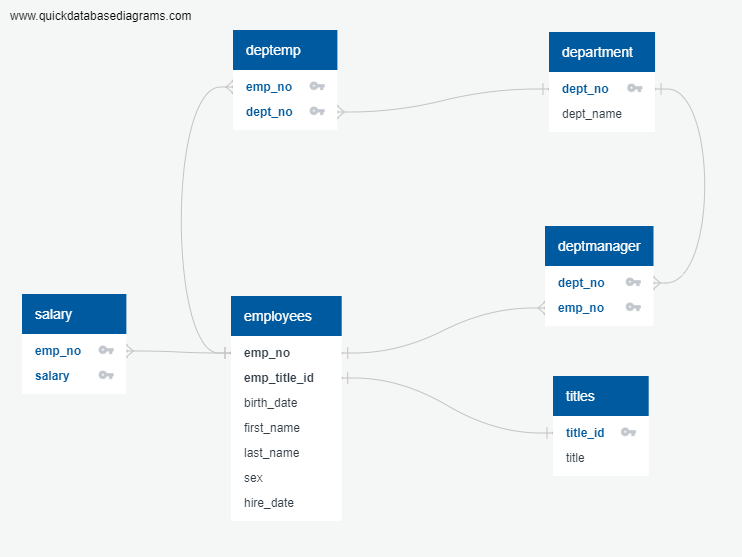 www.quickdatabasediagrams.com
deptemp
emp_no
dept_no
department
dept_no
dept_name
deptmanager
dept_no
emp_no
salary
emp_no
salary
employees
emp_no
emp_title_id
birth_date
first_name
last_name
sex
hire_date
titles
title_id
title